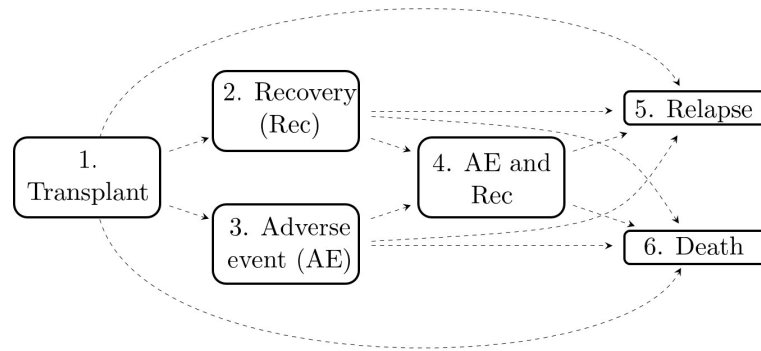 1.
Transplant
2. Recovery
(Rec)
3. Adverse
event (AE)
4. AE and
Rec
5. Relapse
6. Death